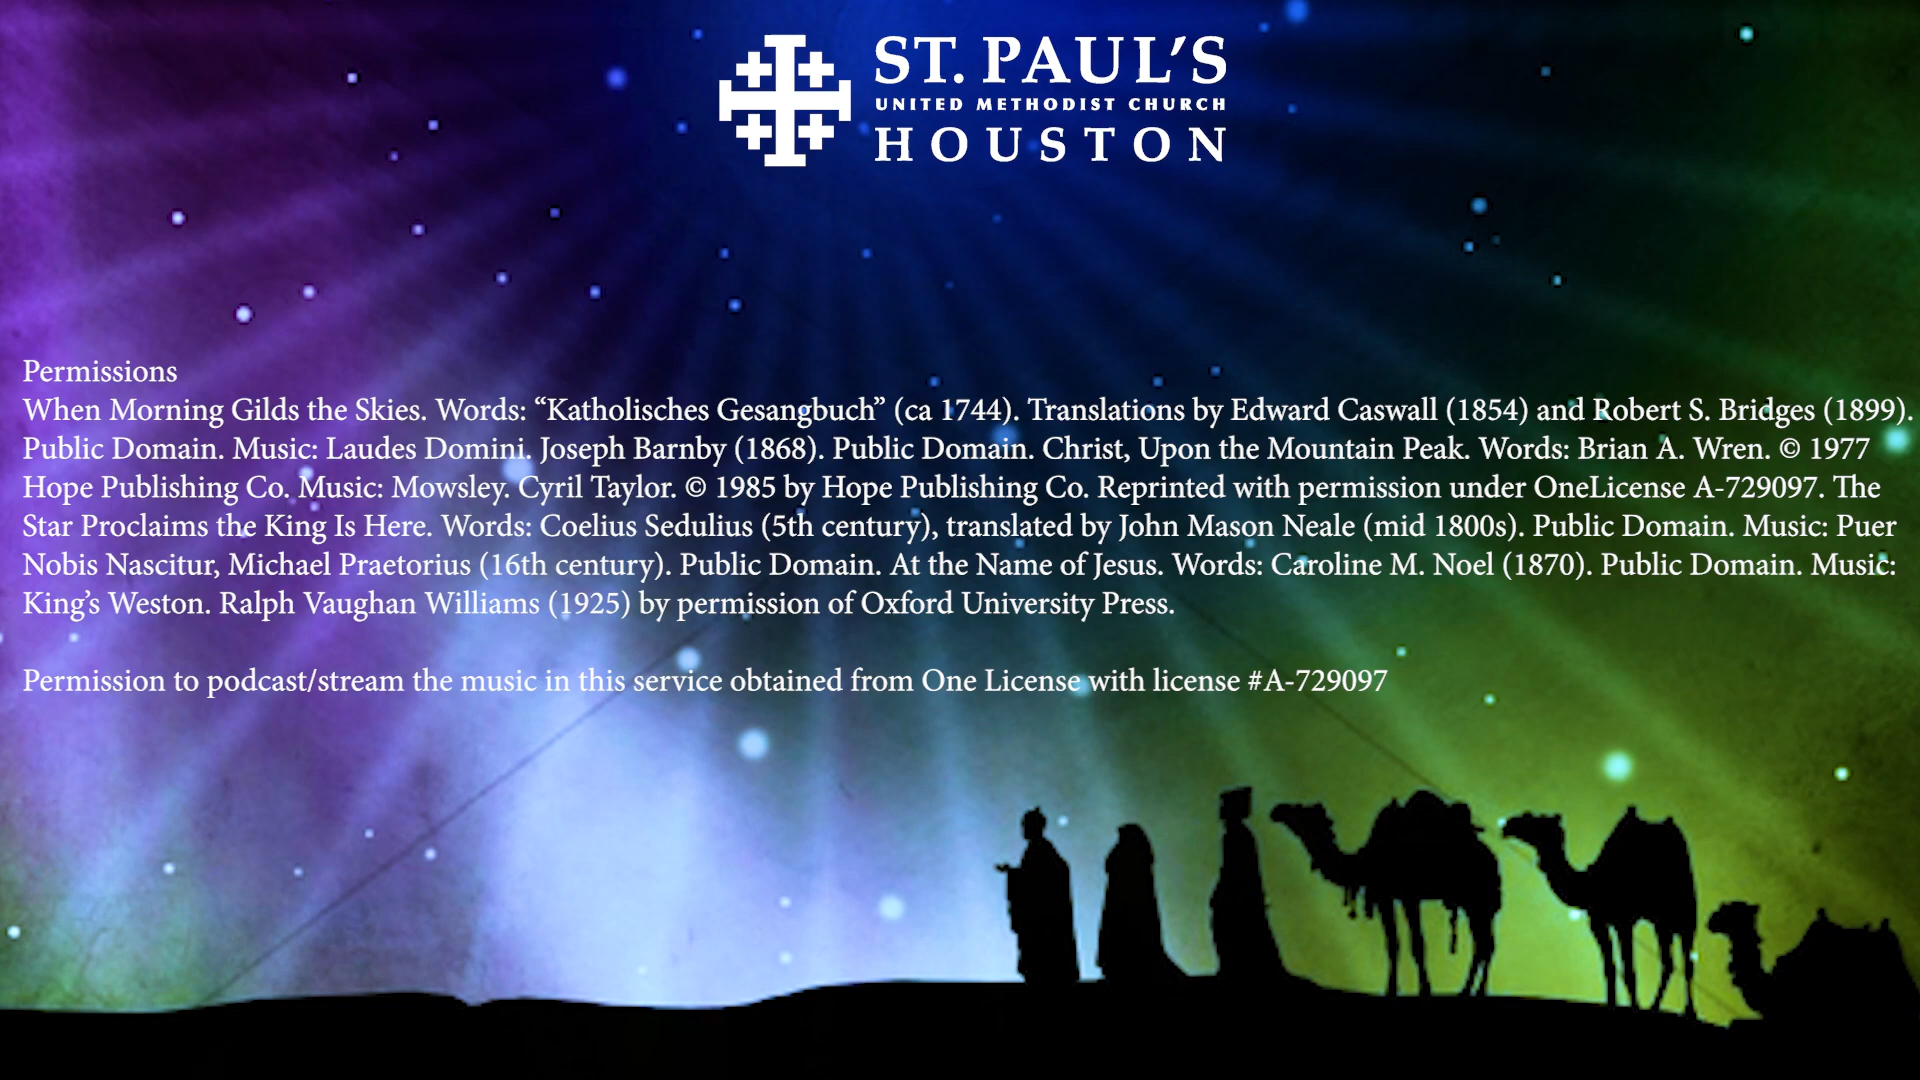 ST. PAUL’S
UNITED METHODIST CHURCH
HOUSTON
Permissions
When Morning Gilds the Skies. Words: “Katholisches Gesangbuch” (ca 1744). Translations by Edward Caswall (1854) and Robert S. Bridges (1899).
Public Domain. Music: Laudes Domini. Joseph Barnby (1868). Public Domain. Christ, Upon the Mountain Peak. Words: Brian A. Wren. © 1977
Hope Publishing Co. Music: Mowsley. Cyril Taylor. © 1985 by Hope Publishing Co. Reprinted with permission under OneLicense A-729097. The
Star Proclaims the King Is Here. Words: Coelius Sedulius (5th century), translated by John Mason Neale (mid 1800s). Public Domain. Music: Puer
Nobis Nascitur, Michael Praetorius (16th century). Public Domain. At the Name of Jesus. Words: Caroline M. Noel (1870). Public Domain. Music:
King’s Weston. Ralph Vaughan Williams (1925) by permission of Oxford University Press.
Permission to podcast/stream the music in this service obtained from One License with license #A-729097